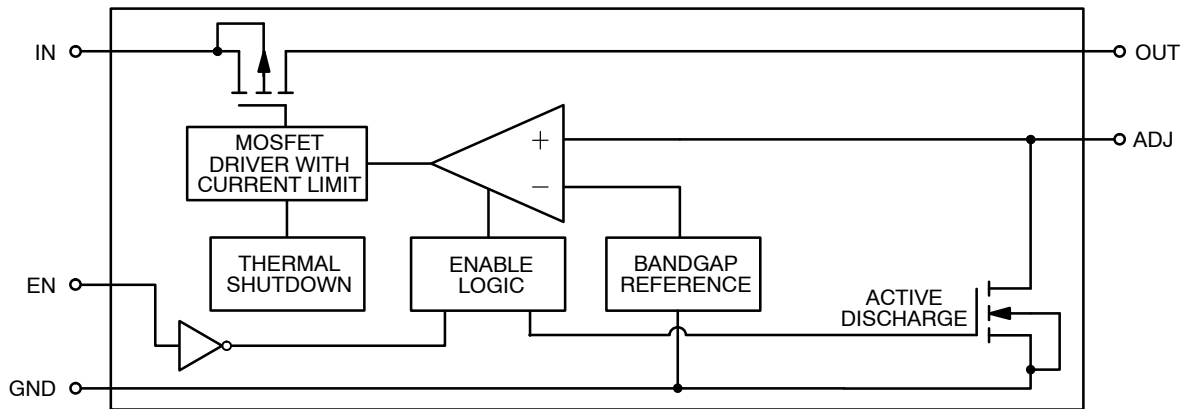 IN
OUT
MOSFET
DRIVER WITH
CURRENT LIMIT
+
−
ADJ
THERMAL
SHUTDOWN
ENABLE
LOGIC
BANDGAP
REFERENCE
EN
ACTIVE
DISCHARGE
GND